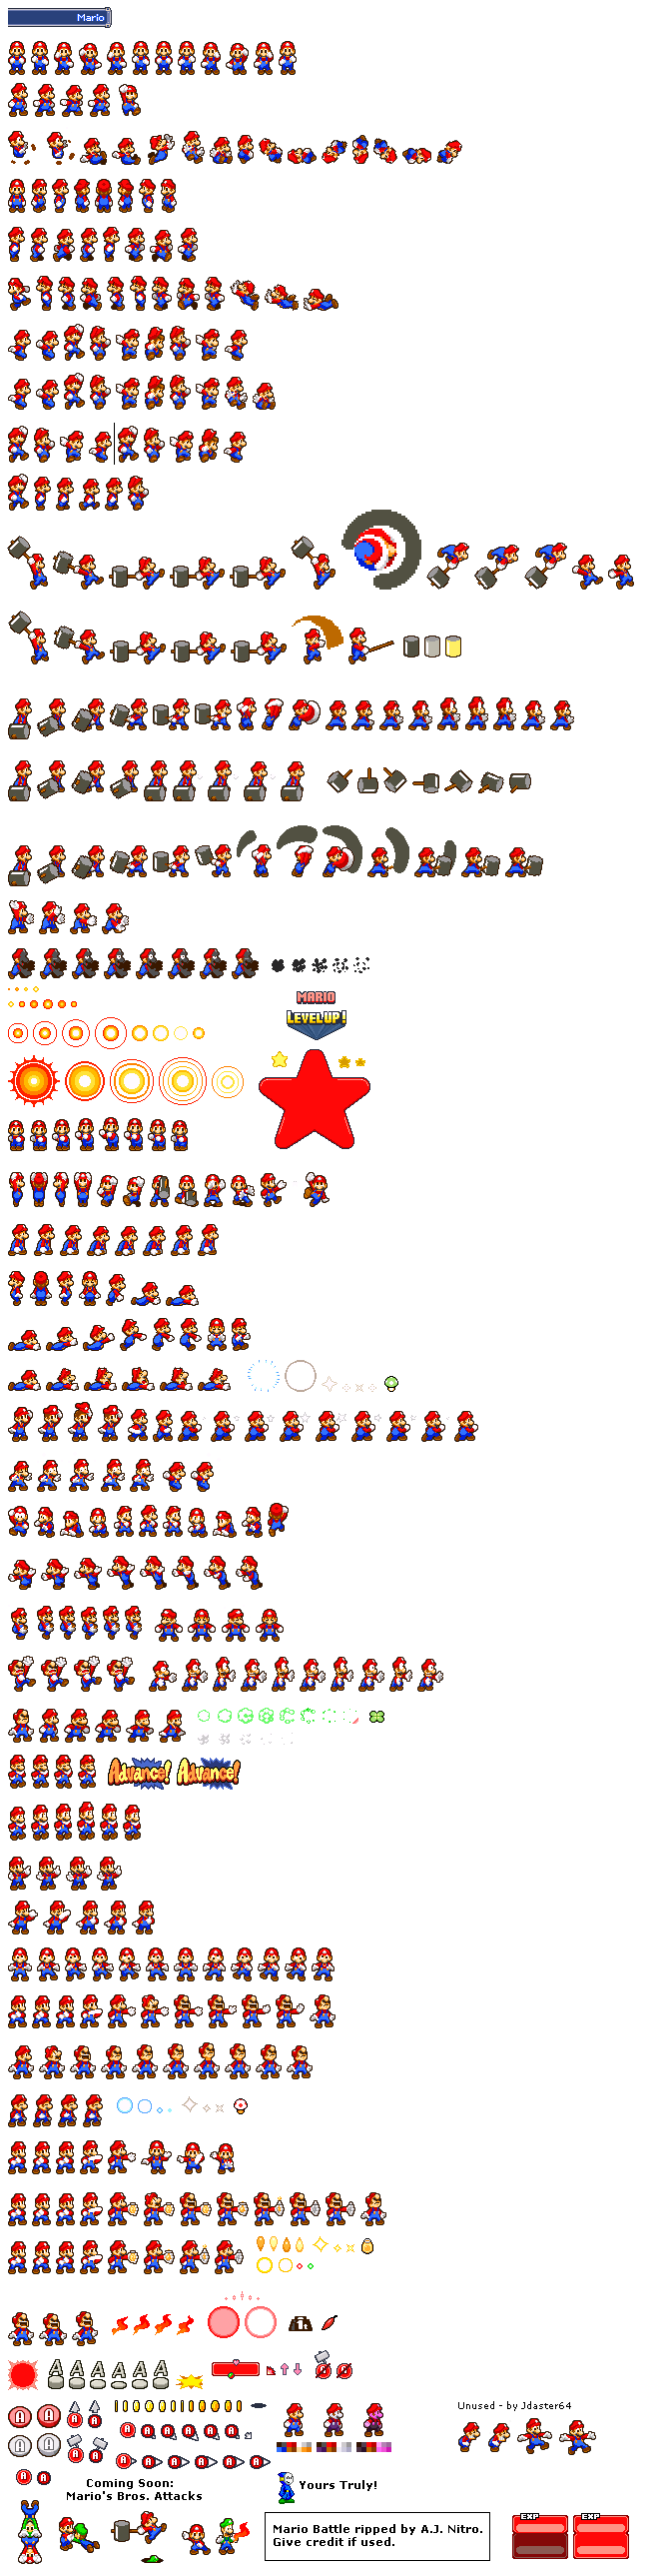 Mario
MARIO
LEVEL UP!
Advance! Advance!
A A A A A A
Unused - by Jdaster64
Coming Soon:
Mario's Bros. Attacks
Yours Truly!
Mario Battle ripped by A.J. Nitro.
Give credit if used.
EXP EXP